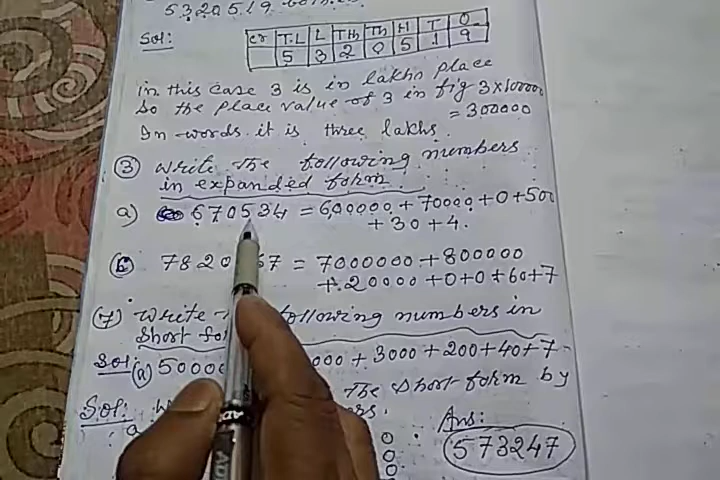 5320519
Sol: Cr T.L L T.Th Th H T O
5 3 2 0 5 1 9
in this case 3 is in lakhs place
So the place value of 3 in fig 3x100000
= 300000
In words it is three lakhs.
(3) Write the following numbers
in expanded form.
a) 670534 = 600000 + 70000 + 0 + 500
+ 30 + 4.
(b) 7820 67 = 7000000 + 800000
+ 20000 + 0 + 0 + 60 + 7
(7) Write following numbers in
Short
Sol: (a) 5000 000 + 3000 + 200 + 40 + 7
The short form by
Sol:
a
Ans:
573247